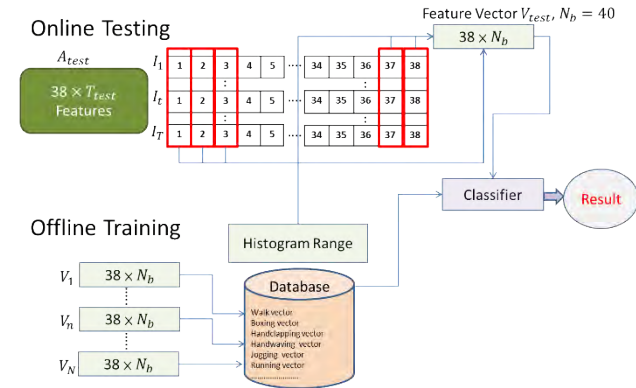 Online Testing
Feature Vector V_test, N_b = 40
A_test
38 × T_test
Features
I_1 1 2 3 4 5 ···· 34 35 36 37 38
I_t 1 2 3 4 5 ···· 34 35 36 37 38
I_T 1 2 3 4 5 ···· 34 35 36 37 38
38 × N_b
Classifier
Result
Offline Training
Histogram Range
V_1 38 × N_b
V_n 38 × N_b
V_N 38 × N_b
Database
Walk vector
Boxing vector
Handclapping vector
Handwaving vector
Jogging vector
Running vector
........................